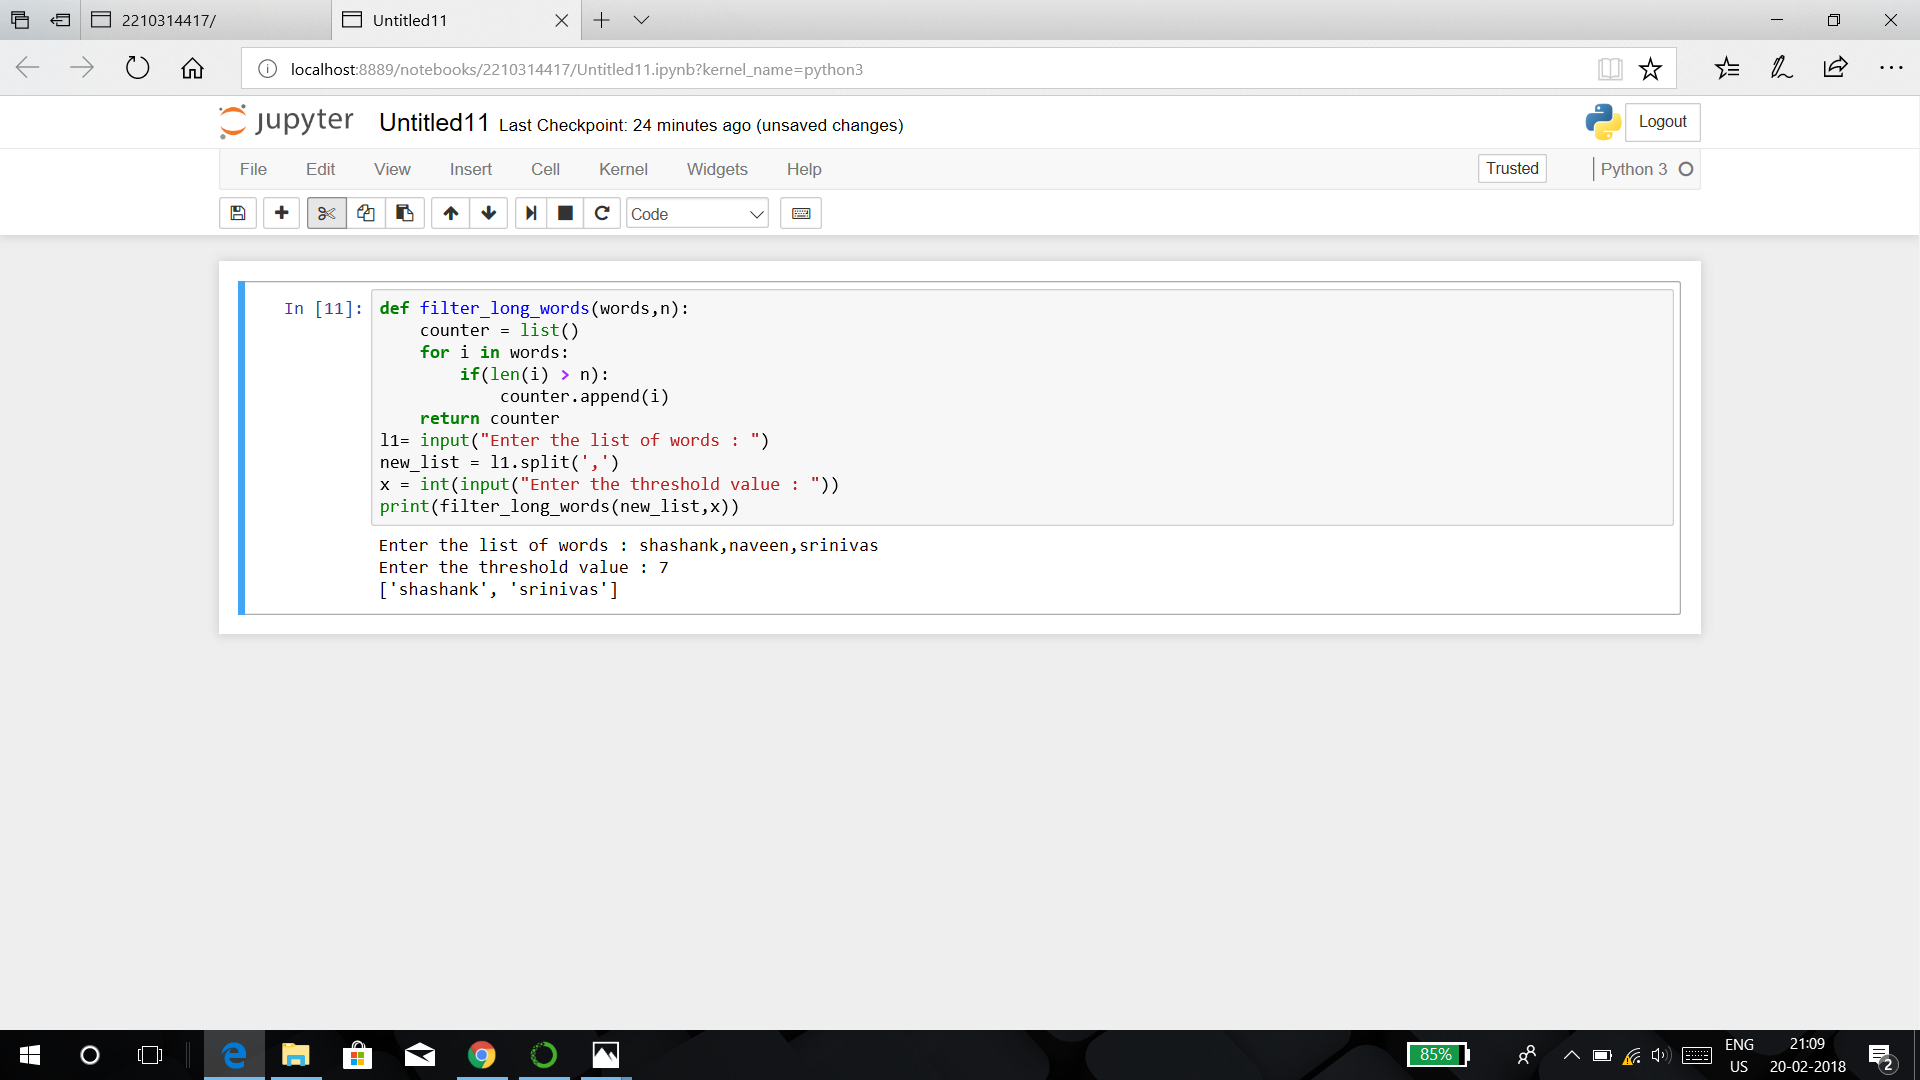 2210314417/
Untitled11
localhost:8889/notebooks/2210314417/Untitled11.ipynb?kernel_name=python3
jupyter Untitled11 Last Checkpoint: 24 minutes ago (unsaved changes)
Logout
File Edit View Insert Cell Kernel Widgets Help
Trusted
Python 3
Code
In [11]: def filter_long_words(words,n):
    counter = list()
    for i in words:
        if(len(i) > n):
            counter.append(i)
    return counter
l1= input("Enter the list of words : ")
new_list = l1.split(',')
x = int(input("Enter the threshold value : "))
print(filter_long_words(new_list,x))
Enter the list of words : shashank,naveen,srinivas
Enter the threshold value : 7
['shashank', 'srinivas']
85%
ENG
US
21:09
20-02-2018
2